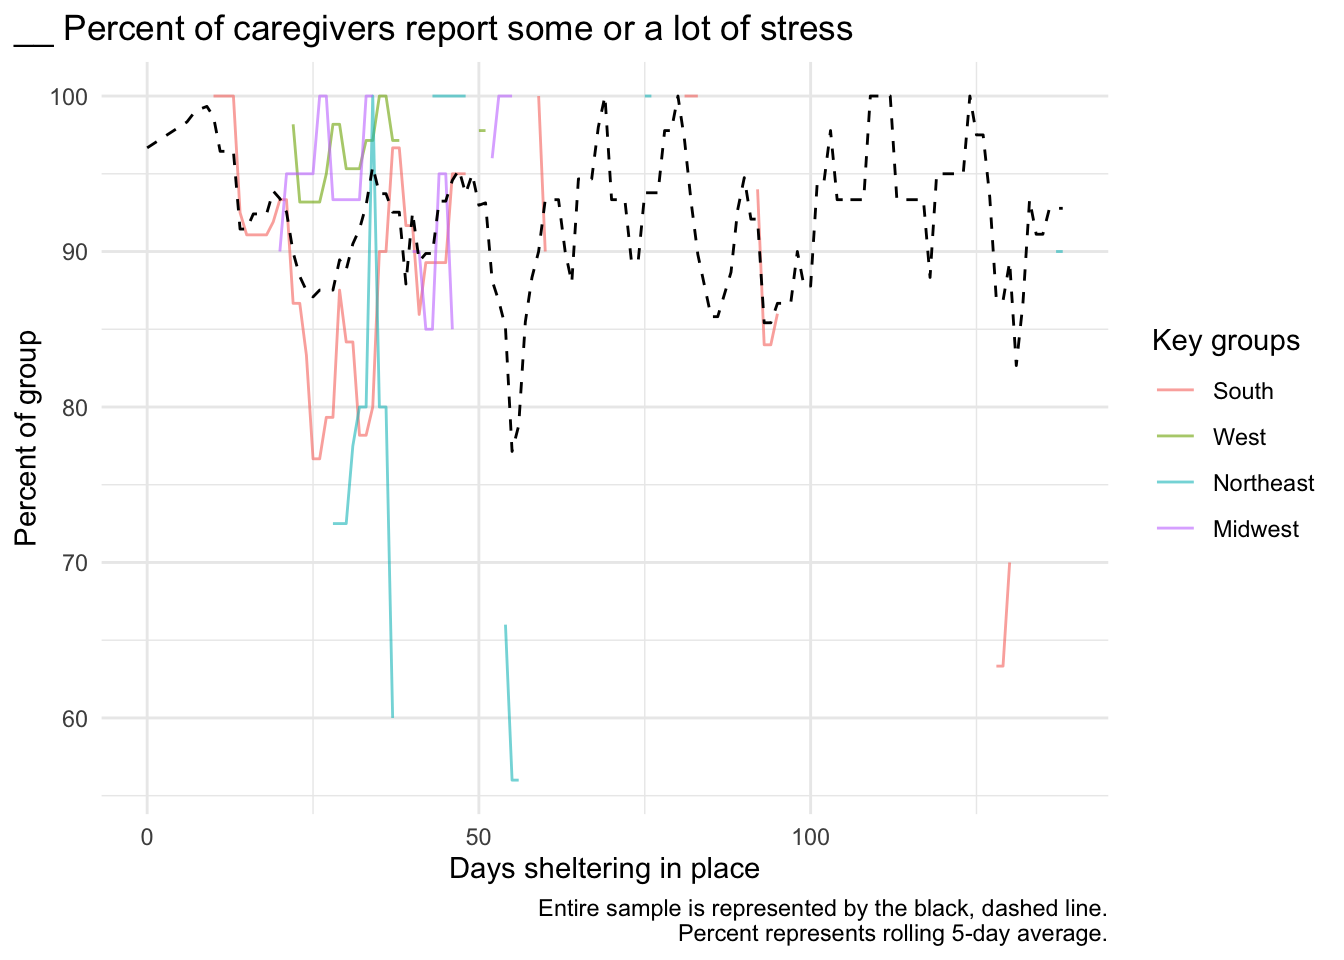 __ Percent of caregivers report some or a lot of stress
100
90
80
70
60
Percent of group
0
50
100
Days sheltering in place
Key groups
South
West
Northeast
Midwest
Entire sample is represented by the black, dashed line.
Percent represents rolling 5-day average.